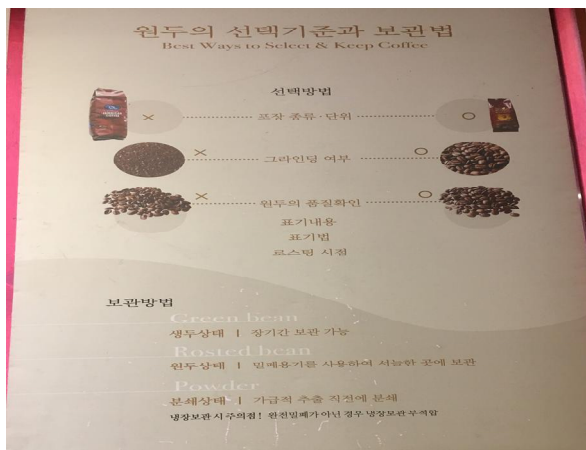 원두의 선택기준과 보관법
Best Ways to Select & Keep Coffee
선택방법
× 포장 종류·단위 ○
× 그라인딩 여부 ○
× 원두의 품질확인 ○
표기내용
표기법
로스팅 시점
보관방법
Green bean
생두상태 | 장기간 보관 가능
Rosted bean
원두상태 | 밀폐용기를 사용하여 서늘한 곳에 보관
Powder
분쇄상태 | 가급적 추출 직전에 분쇄
냉장보관 시 주의점! 완전밀폐가 아닌 경우 냉장보관 무의함